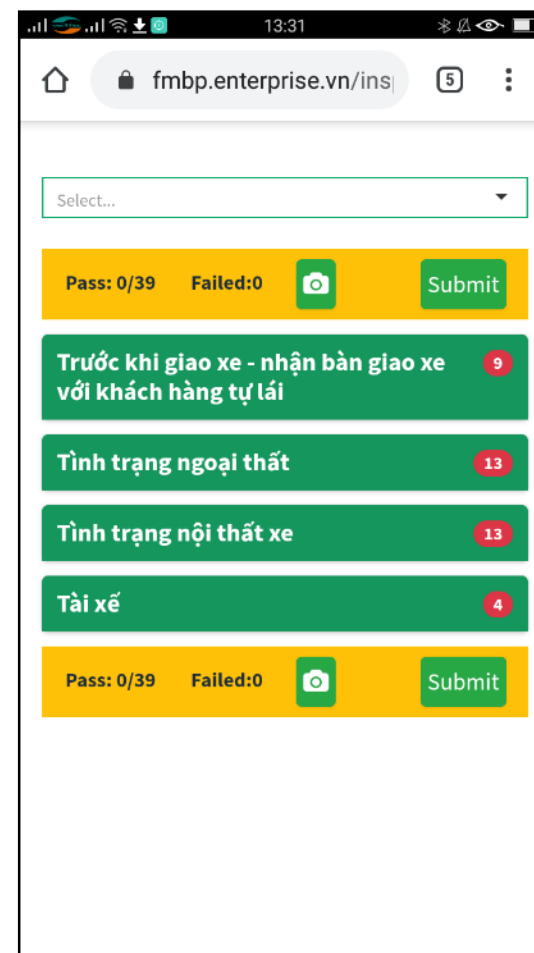 13:31
fmbp.enterprise.vn/ins
5
Select...
Pass: 0/39 Failed:0 Submit
Trước khi giao xe - nhận bàn giao xe 9
với khách hàng tự lái
Tình trạng ngoại thất 13
Tình trạng nội thất xe 13
Tài xế 4
Pass: 0/39 Failed:0 Submit